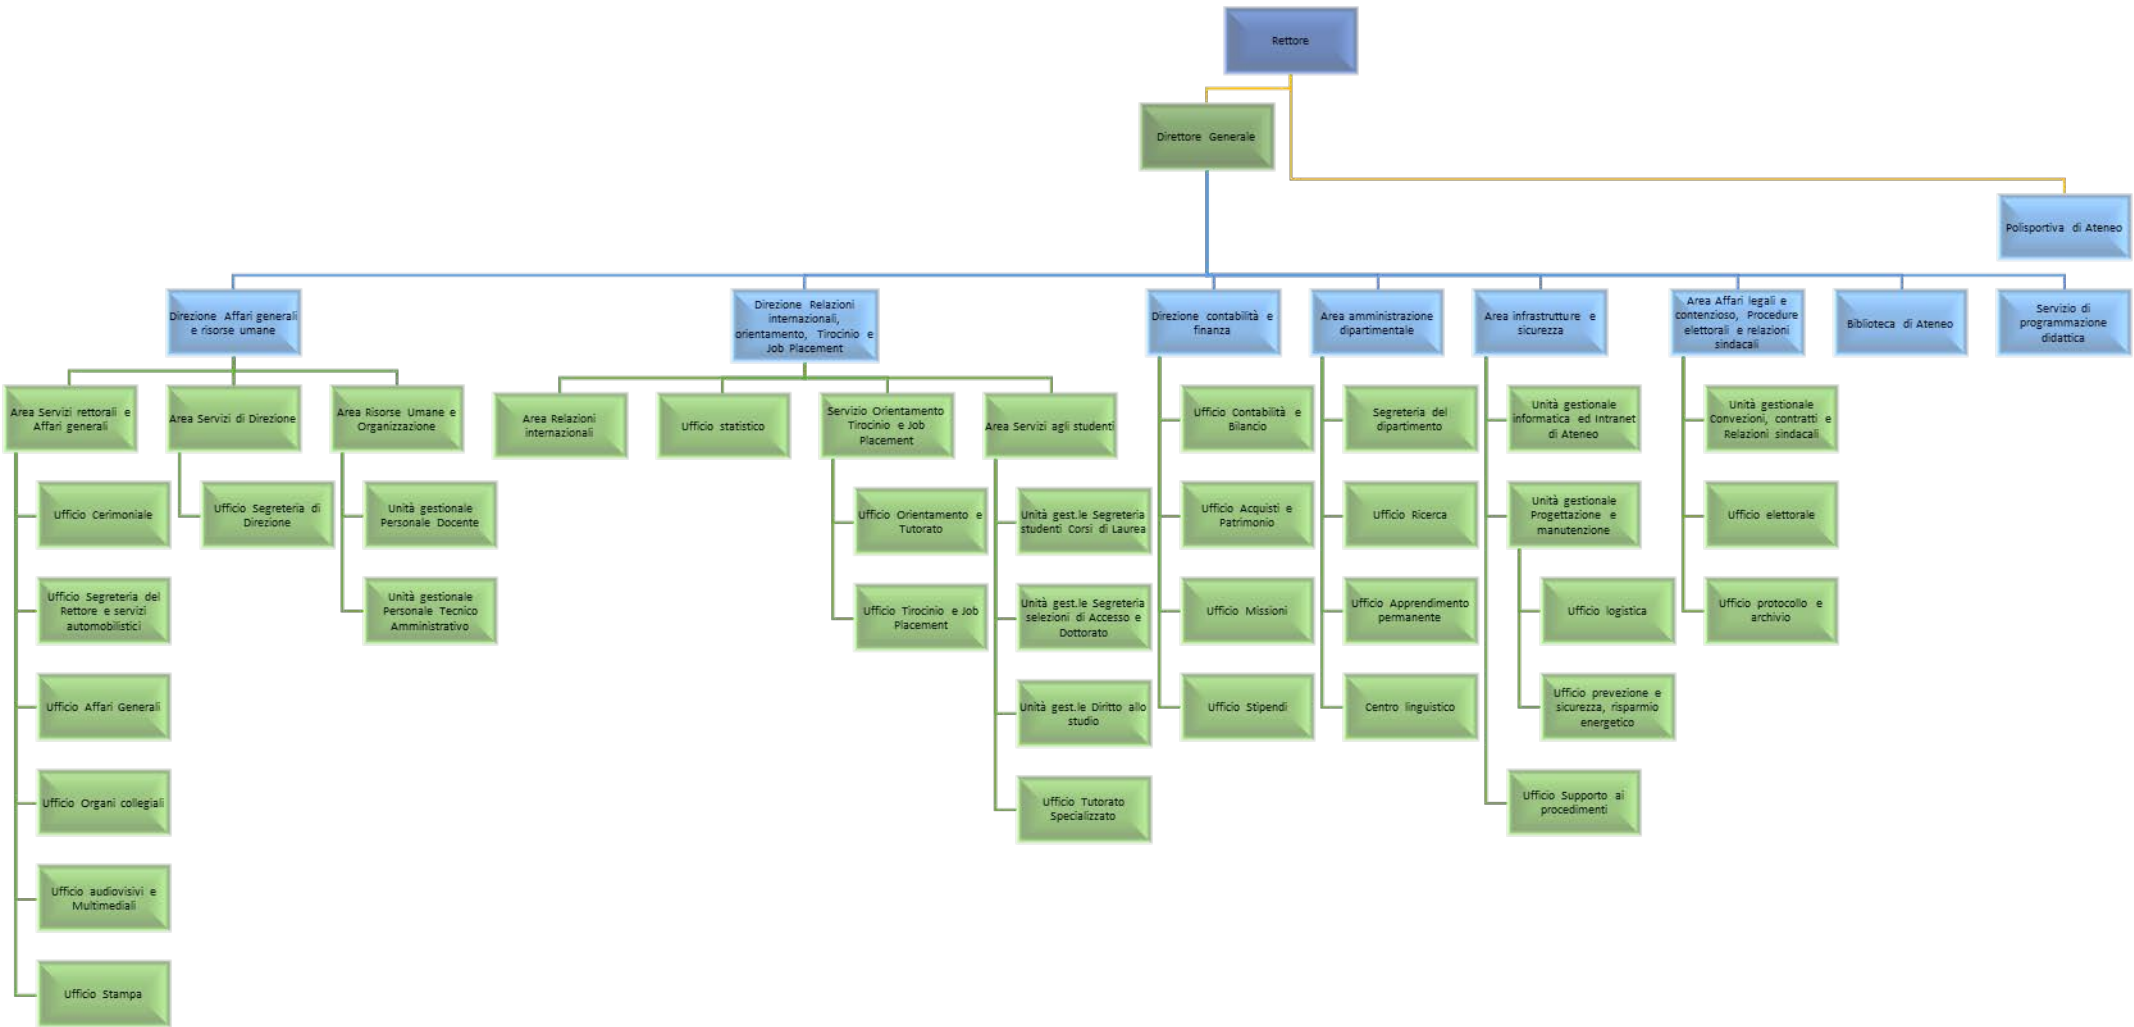 Rettore
Direttore Generale
Polisportiva di Ateneo
Direzione Affari generali
e risorse umane
Direzione Relazioni
internazionali,
orientamento, Tirocinio e
Job Placement
Direzione contabilità e
finanza
Area amministrazione
dipartimentale
Area infrastrutture e
sicurezza
Area Affari legali e
contenzioso, Procedure
elettorali e relazioni
sindacali
Biblioteca di Ateneo
Servizio di
programmazione
didattica
Area Servizi rettorali e
Affari generali
Area Servizi di Direzione
Area Risorse Umane e
Organizzazione
Area Relazioni
internazionali
Ufficio statistico
Servizio Orientamento
Tirocinio e Job
Placement
Area Servizi agli studenti
Ufficio Contabilità e
Bilancio
Segreteria del
dipartimento
Unità gestionale
informatica ed Intranet
di Ateneo
Unità gestionale
Convezioni, contratti e
Relazioni sindacali
Ufficio Cerimoniale
Ufficio Segreteria di
Direzione
Unità gestionale
Personale Docente
Ufficio Orientamento e
Tutorato
Unità gest.le Segreteria
studenti Corsi di Laurea
Ufficio Acquisti e
Patrimonio
Ufficio Ricerca
Unità gestionale
Progettazione e
manutenzione
Ufficio elettorale
Ufficio Segreteria del
Rettore e servizi
automobilistici
Unità gestionale
Personale Tecnico
Amministrativo
Ufficio Tirocinio e Job
Placement
Unità gest.le Segreteria
selezioni di Accesso e
Dottorato
Ufficio Missioni
Ufficio Apprendimento
permanente
Ufficio logistica
Ufficio protocollo e
archivio
Ufficio Affari Generali
Unità gest.le Diritto allo
studio
Ufficio Stipendi
Centro linguistico
Ufficio prevezione e
sicurezza, risparmio
energetico
Ufficio Organi collegiali
Ufficio Tutorato
Specializzato
Ufficio Supporto ai
procedimenti
Ufficio audiovisivi e
Multimediali
Ufficio Stampa